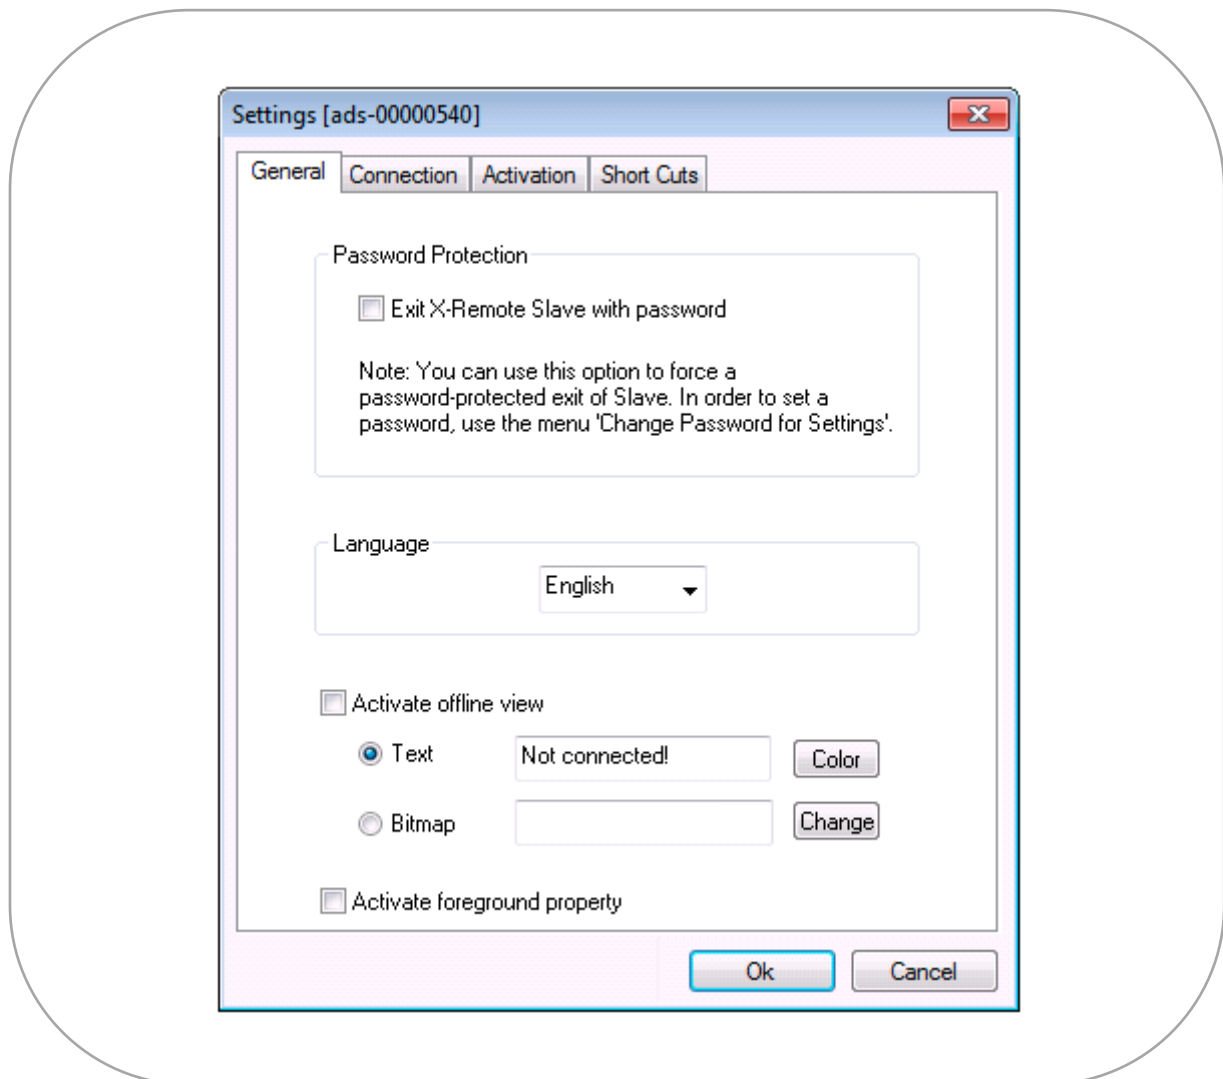 Settings [ads-00000540]
General Connection Activation Short Cuts
Password Protection
Exit X-Remote Slave with password
Note: You can use this option to force a
password-protected exit of Slave. In order to set a
password, use the menu 'Change Password for Settings'.
Language
English
Activate offline view
Text Not connected! Color
Bitmap Change
Activate foreground property
Ok Cancel